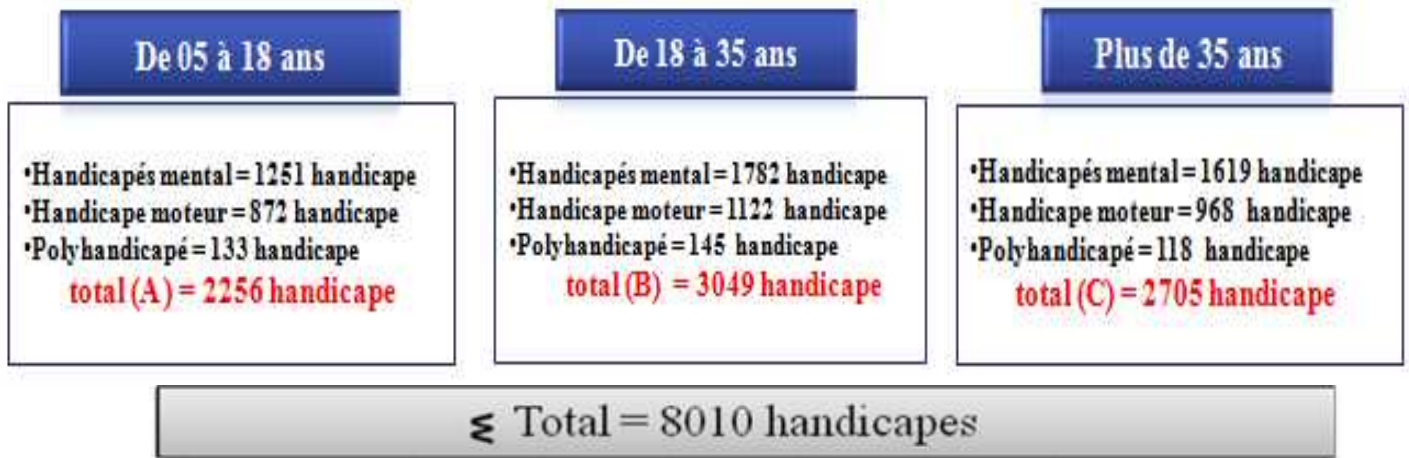 De 05 à 18 ans
•Handicapés mental = 1251 handicape
•Handicape moteur = 872 handicape
•Polyhandicapé = 133 handicape
total (A) = 2256 handicape
De 18 à 35 ans
•Handicapés mental = 1782 handicape
•Handicape moteur = 1122 handicape
•Polyhandicapé = 145 handicape
total (B) = 3049 handicape
Plus de 35 ans
•Handicapés mental = 1619 handicape
•Handicape moteur = 968 handicape
•Polyhandicapé = 118 handicape
total (C) = 2705 handicape
⪙ Total = 8010 handicapes